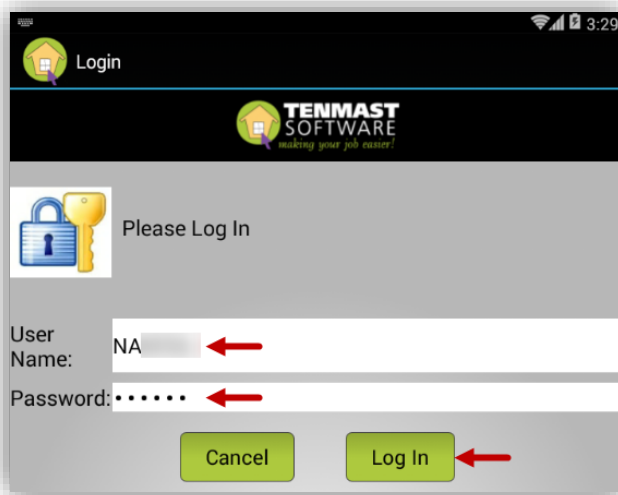 3:29
Login
TENMAST
SOFTWARE
making your job easier!
Please Log In
User
Name:
NA
Password:
••••••
Cancel
Log In